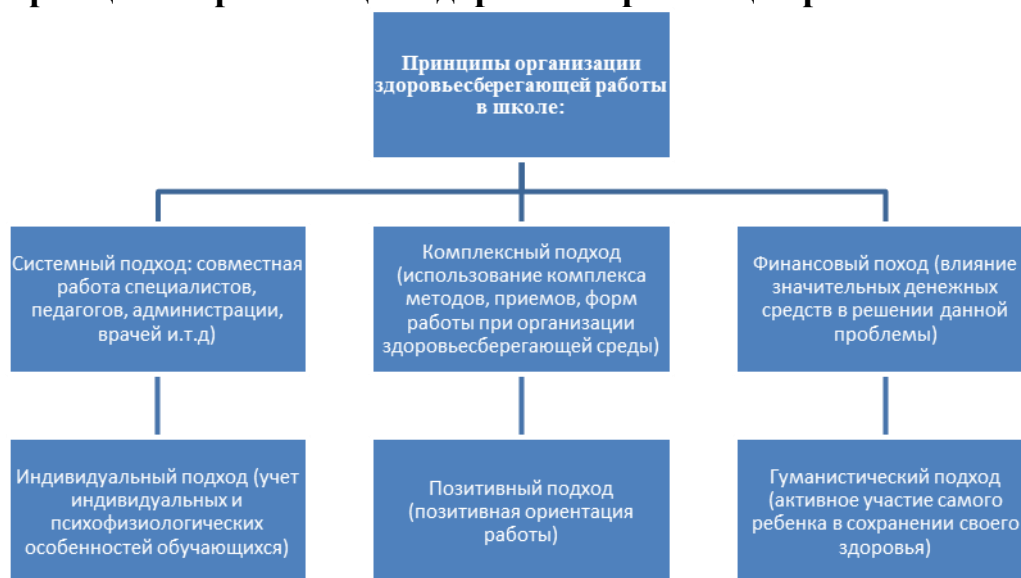 Принципы организации
здоровьесберегающей работы
в школе:
Системный подход: совместная
работа специалистов,
педагогов, администрации,
врачей и.т.д)
Комплексный подход
(использование комплекса
методов, приемов, форм
работы при организации
здоровьесберегающей среды)
Финансовый поход (влияние
значительных денежных
средств в решении данной
проблемы)
Индивидуальный подход (учет
индивидуальных и
психофизиологических
особенностей обучающихся)
Позитивный подход
(позитивная ориентация
работы)
Гуманистический подход
(активное участие самого
ребенка в сохранении своего
здоровья)